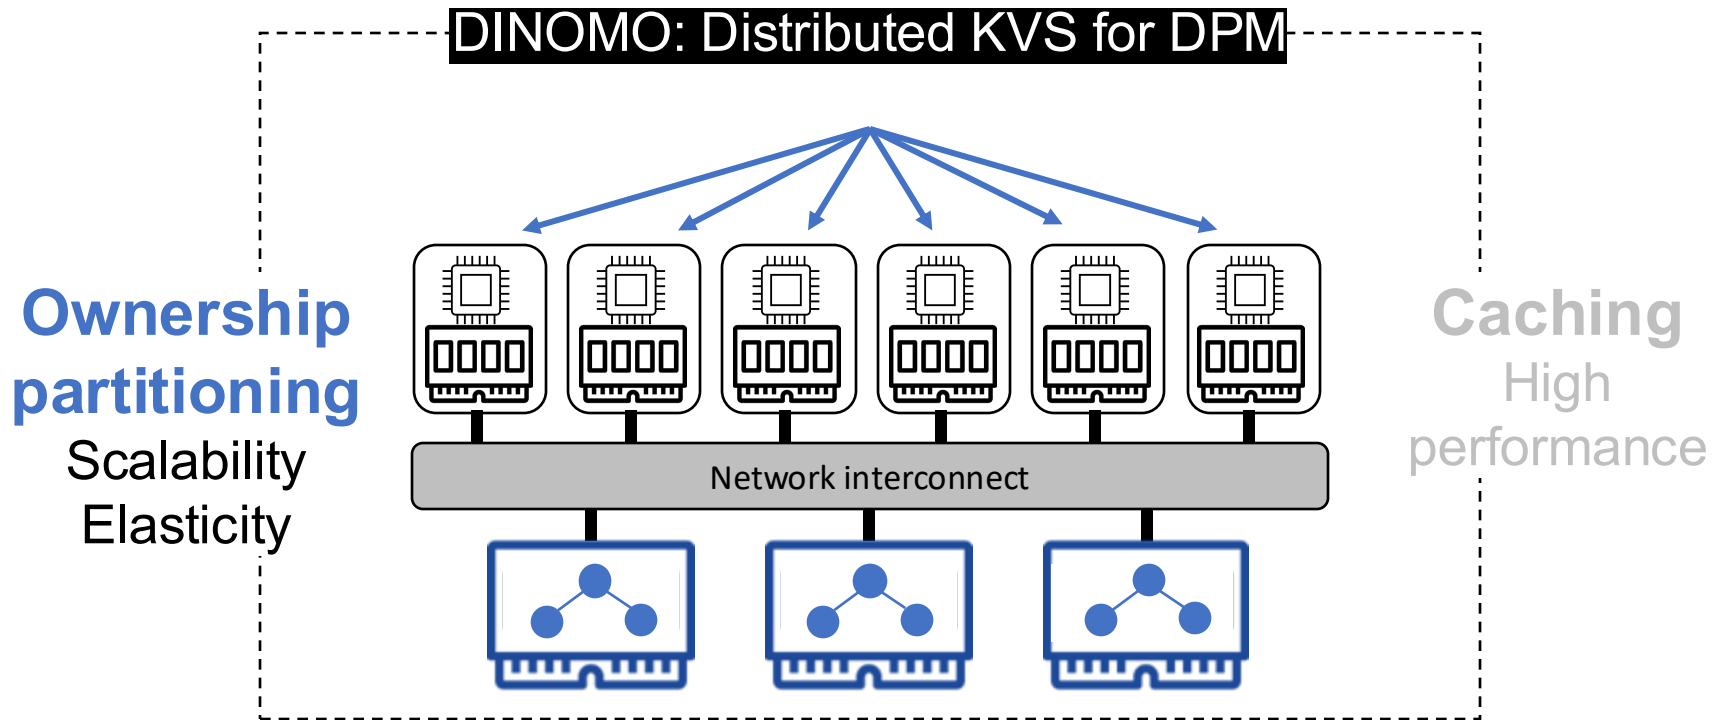 DINOMO: Distributed KVS for DPM
Ownership
partitioning
Scalability
Elasticity
Caching
High
performance
Network interconnect